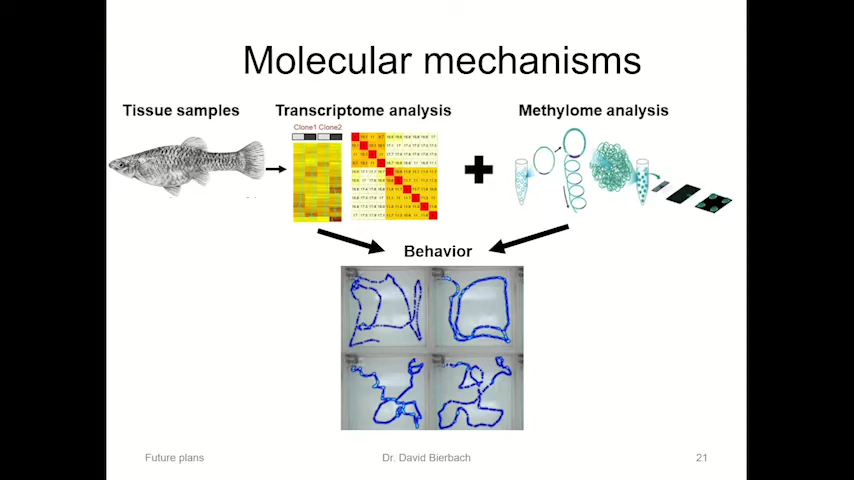 Molecular mechanisms
Tissue samples
Transcriptome analysis
Methylome analysis
Clone1 Clone2
Behavior
Future plans
Dr. David Bierbach
21